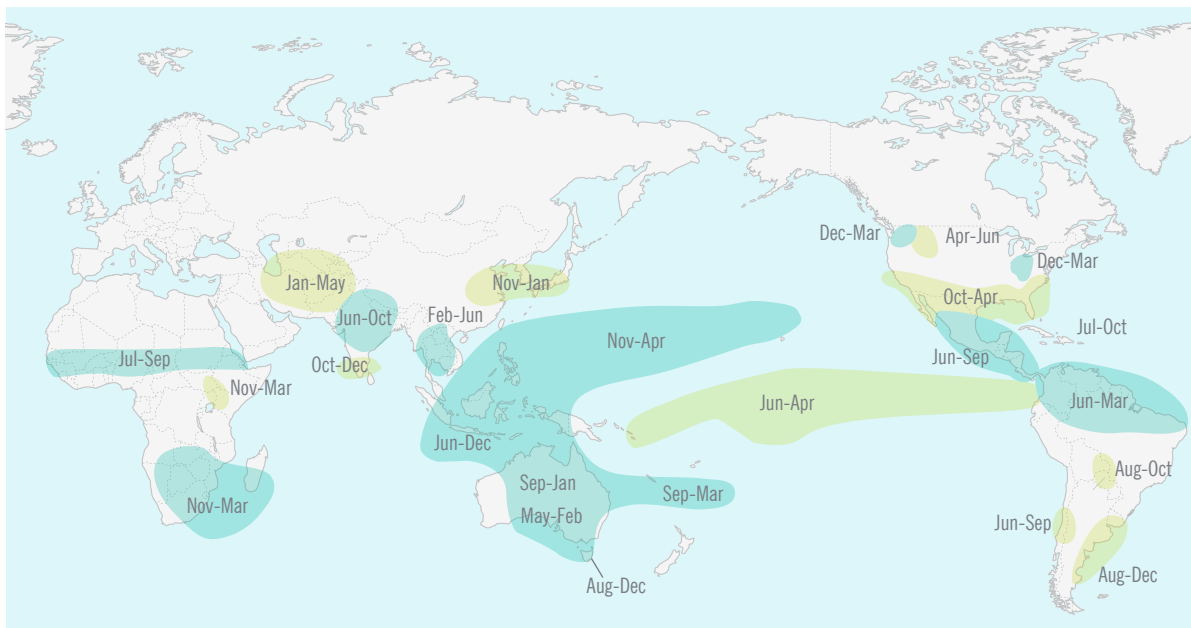 Dec-Mar
Apr-Jun
Dec-Mar
Jan-May
Nov-Jan
Oct-Apr
Jun-Oct
Feb-Jun
Jul-Oct
Nov-Apr
Jul-Sep
Oct-Dec
Jun-Sep
Nov-Mar
Jun-Apr
Jun-Mar
Jun-Dec
Aug-Oct
Sep-Jan
Sep-Mar
Nov-Mar
May-Feb
Jun-Sep
Aug-Dec
Aug-Dec